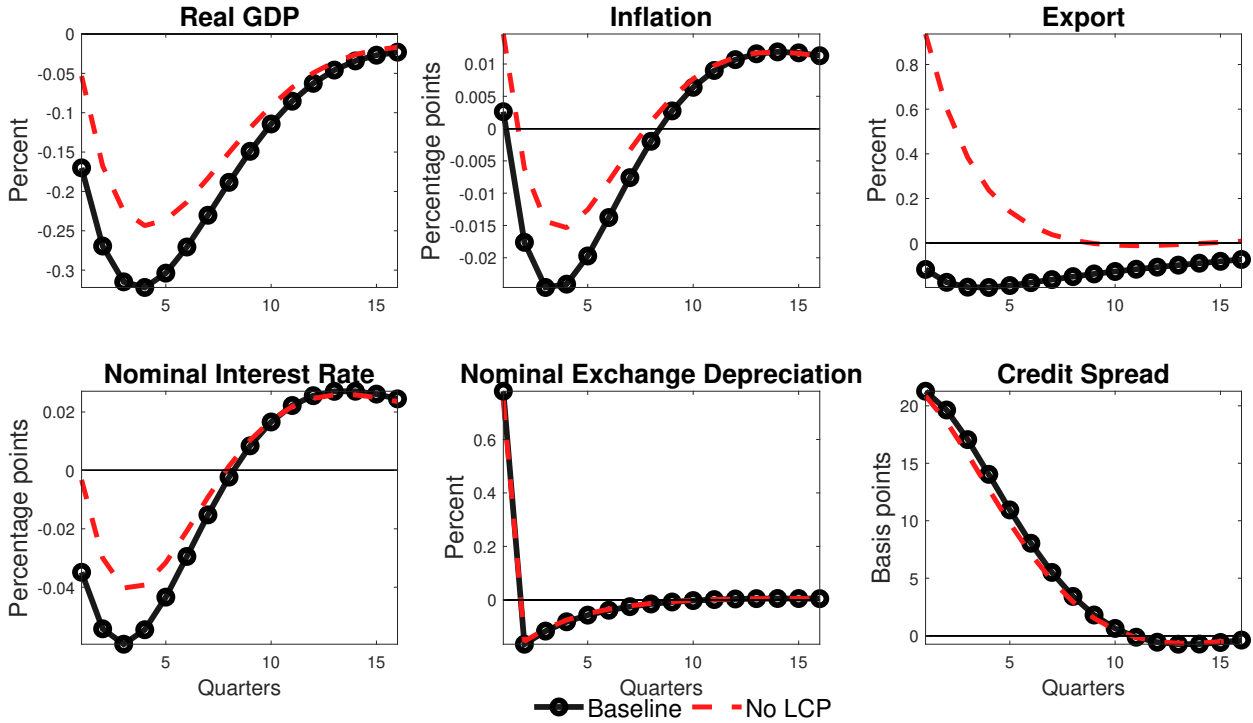 Real GDP
Percent
0
-0.05
-0.1
-0.15
-0.2
-0.25
-0.3
5
10
15
Inflation
Percentage points
0.01
0.005
0
-0.005
-0.01
-0.015
-0.02
5
10
15
Export
Percent
0.8
0.6
0.4
0.2
0
5
10
15
Nominal Interest Rate
Percentage points
0.02
0
-0.02
-0.04
5
10
15
Quarters
Nominal Exchange Depreciation
Percent
0.6
0.4
0.2
0
5
10
15
Quarters
Credit Spread
Basis points
20
15
10
5
0
5
10
15
Quarters
Baseline
No LCP